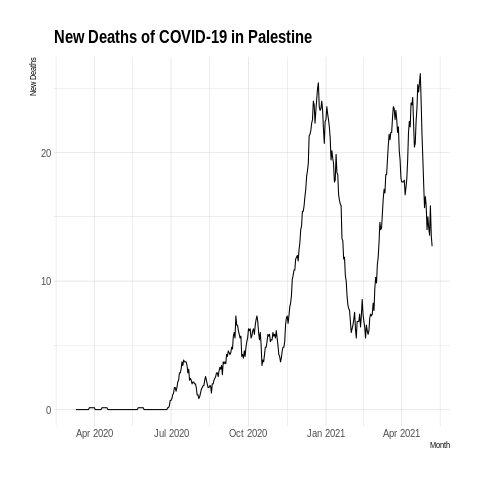 New Deaths of COVID-19 in Palestine
New Deaths
20
10
0
Apr 2020 Jul 2020 Oct 2020 Jan 2021 Apr 2021
Month